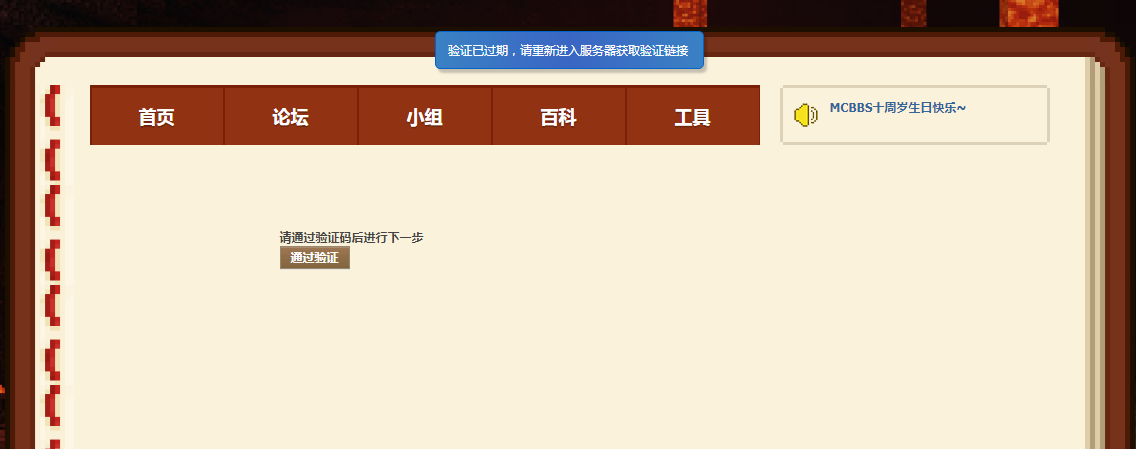 验证已过期，请重新进入服务器获取验证链接
首页 论坛 小组 百科 工具
MCBBS十周岁生日快乐~
请通过验证码后进行下一步
通过验证